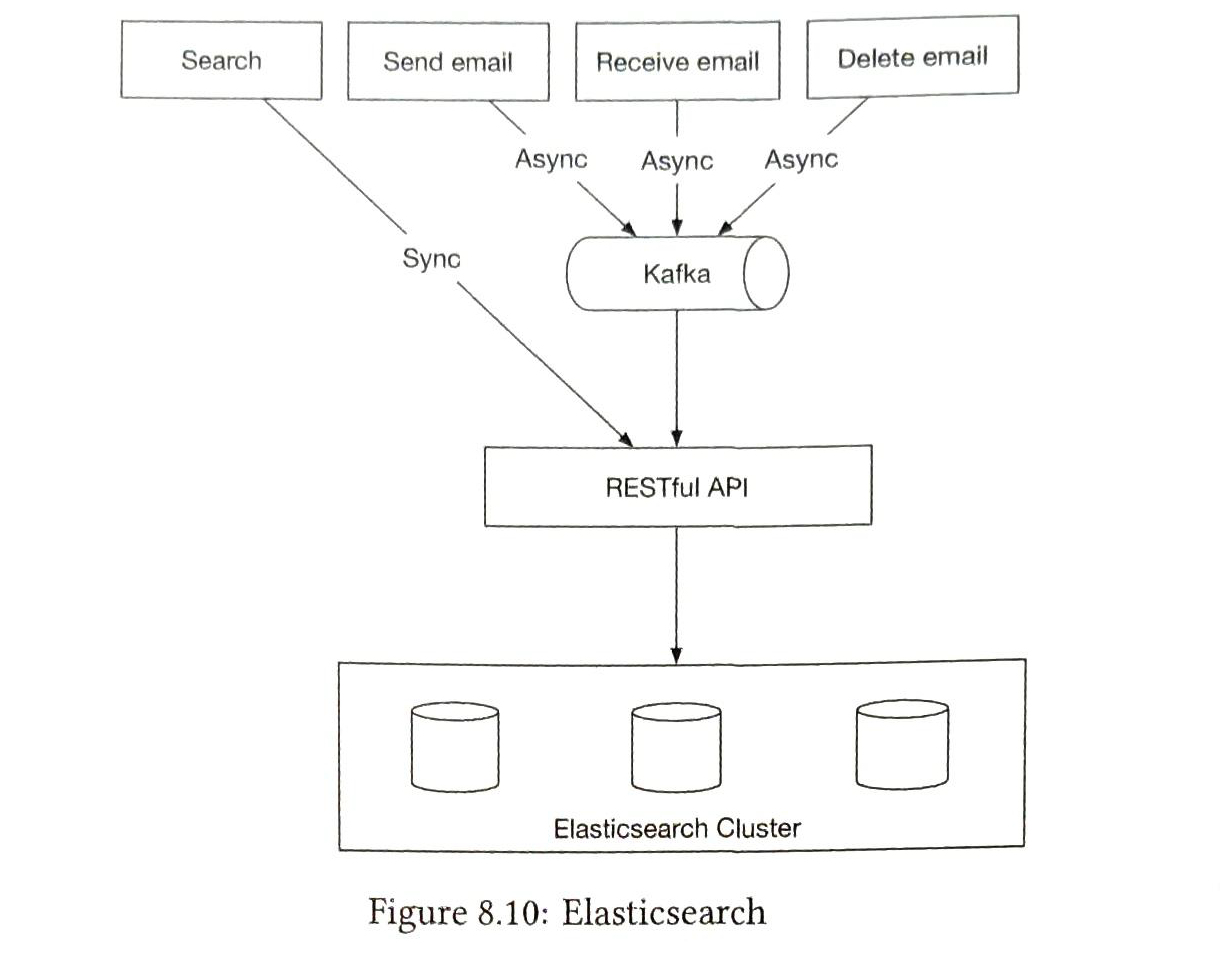 Search
Send email
Receive email
Delete email
Async
Async
Async
Sync
Kafka
RESTful API
Elasticsearch Cluster
Figure 8.10: Elasticsearch